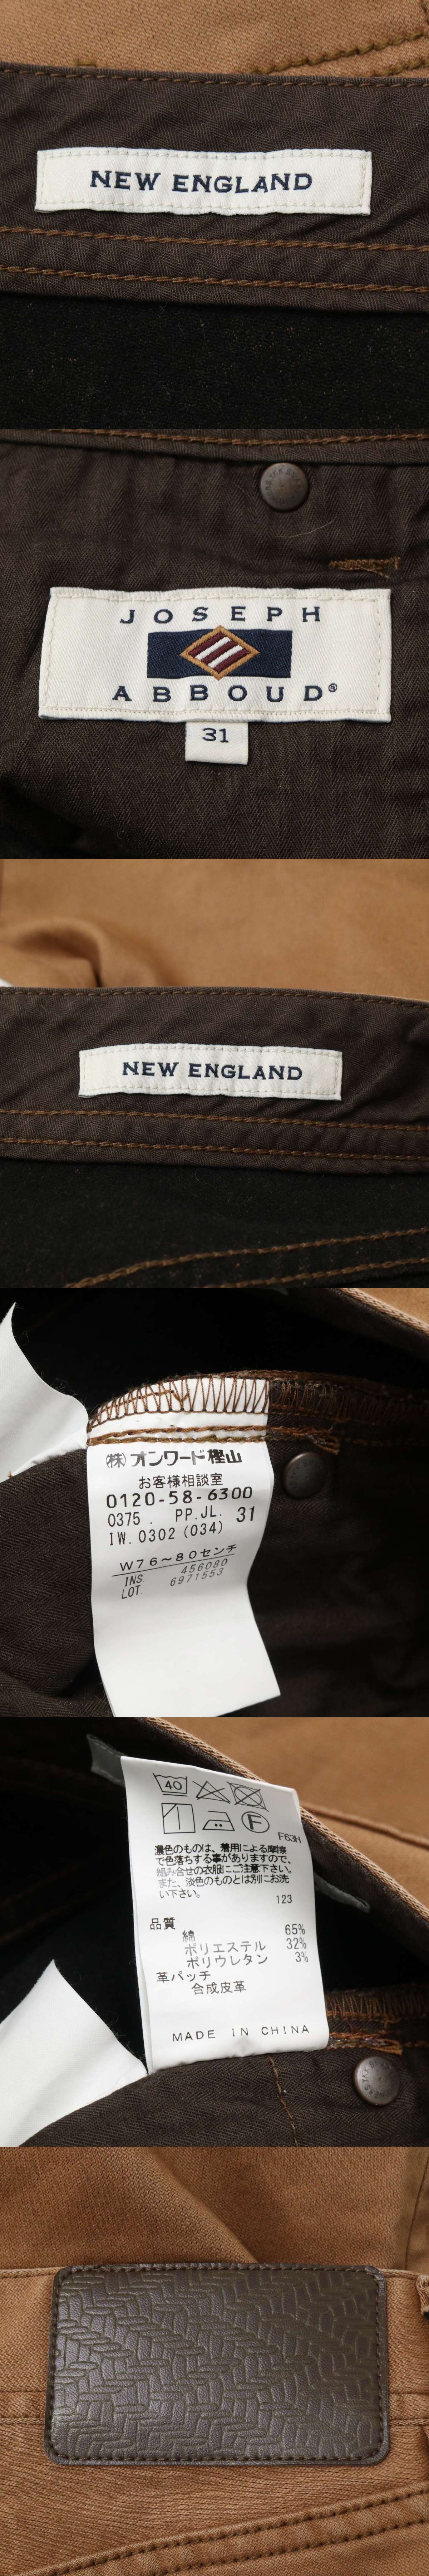 NEW ENGLAND
JOSEPH
ABBOUD®
31
NEW ENGLAND
㈱オンワード樫山
お客様相談室
0120-58-6300
0375. PP.JL. 31
IW.0302(034)
W76~80センチ
INS. 456080
LOT. 6971553
40
F
F63H
濃色のものは、着用による摩擦
で色落ちする事がありますので、
組み合せの衣服にご注意下さい。
また、淡色のものとは別にお洗
い下さい。
123
品質
綿 65%
ポリエステル 32%
ポリウレタン 3%
革パッチ
合成皮革
MADE IN CHINA